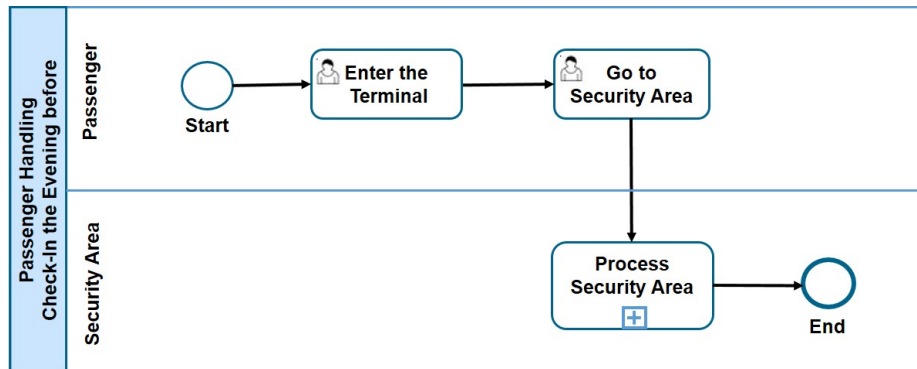 Passenger Handling
Check-In the Evening before
Passenger
Start
Enter the
Terminal
Go to
Security Area
Security Area
Process
Security Area
End